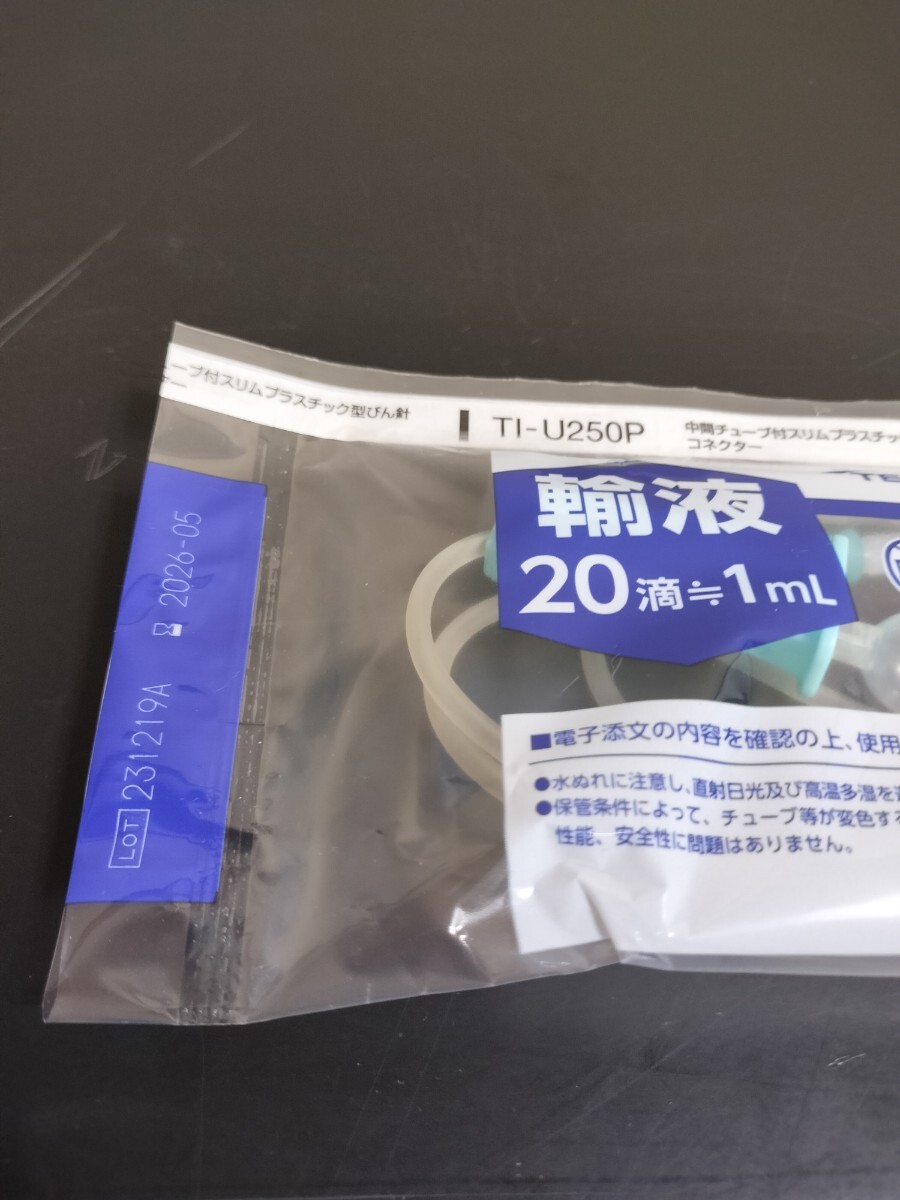 ーブ付スリムプラスチック型びん針
TI-U250P
中間チューブ付スリムプラスチッ
コネクター
輸液
20滴≒1mL
2026-05
LOT 231219A
■電子添文の内容を確認の上、使用
●水ぬれに注意し、直射日光及び高温多湿を
●保管条件によって、チューブ等が変色す
性能、安全性に問題はありません。